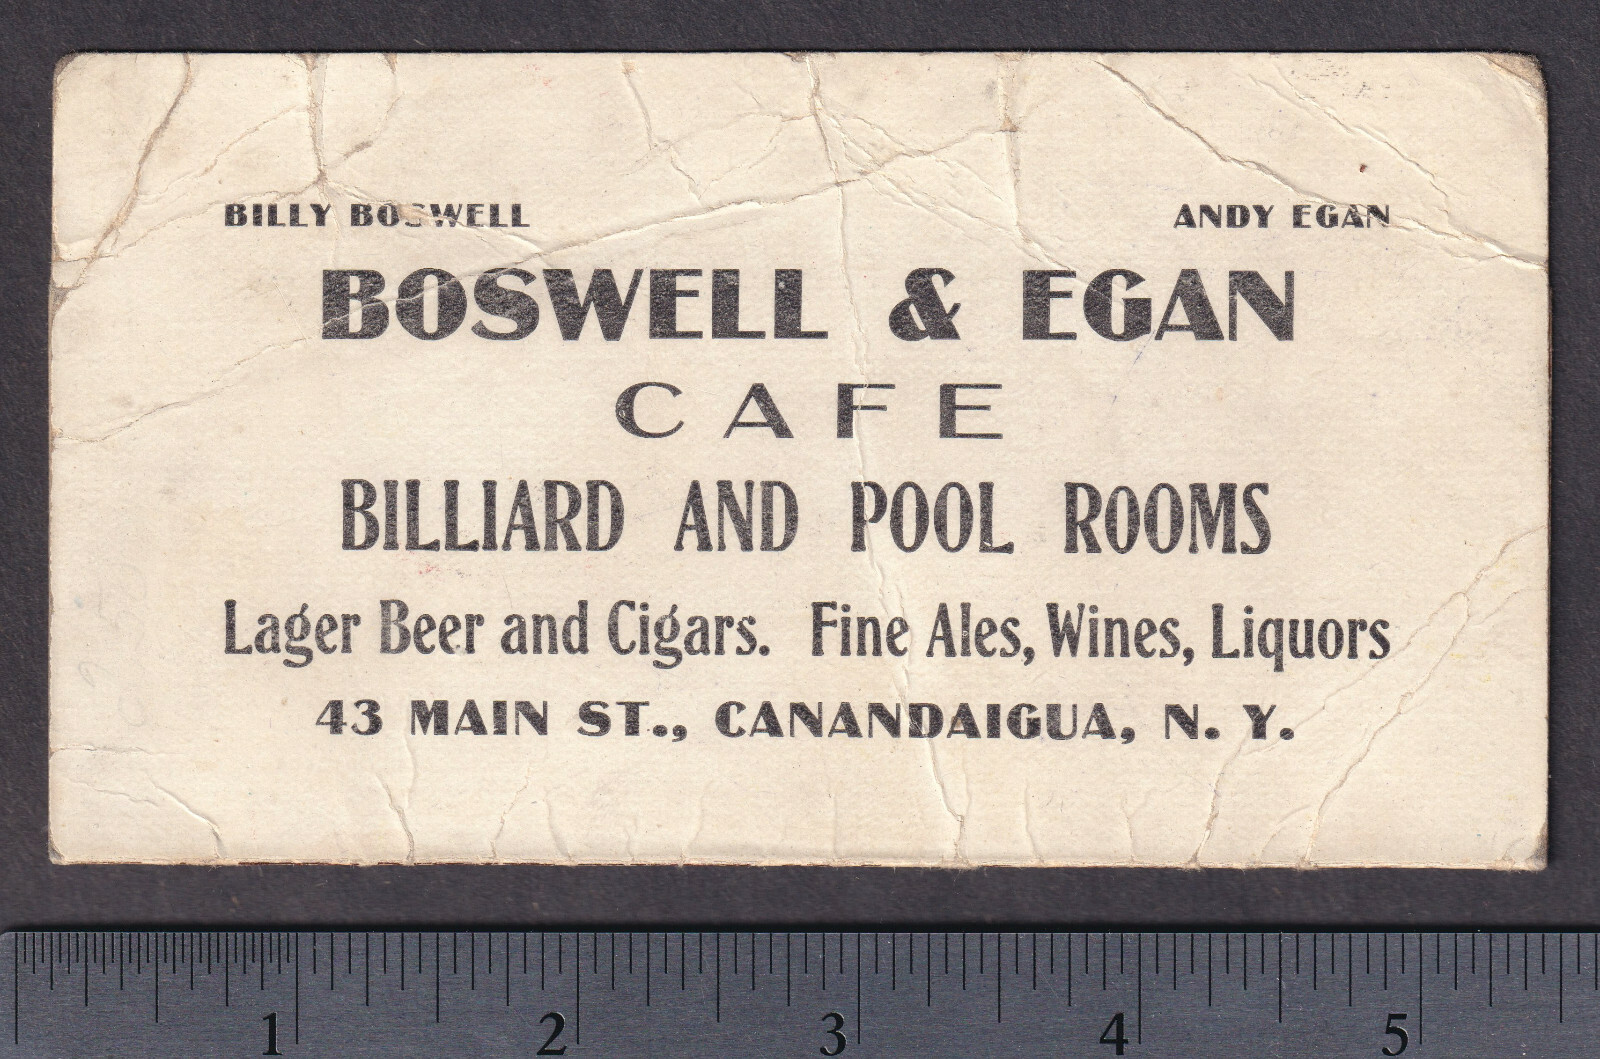 BILLY BOSWELL ANDY EGAN
BOSWELL & EGAN
CAFE
BILLIARD AND POOL ROOMS
Lager Beer and Cigars. Fine Ales, Wines, Liquors
43 MAIN ST., CANANDAIGUA, N. Y.
1 2 3 4 5